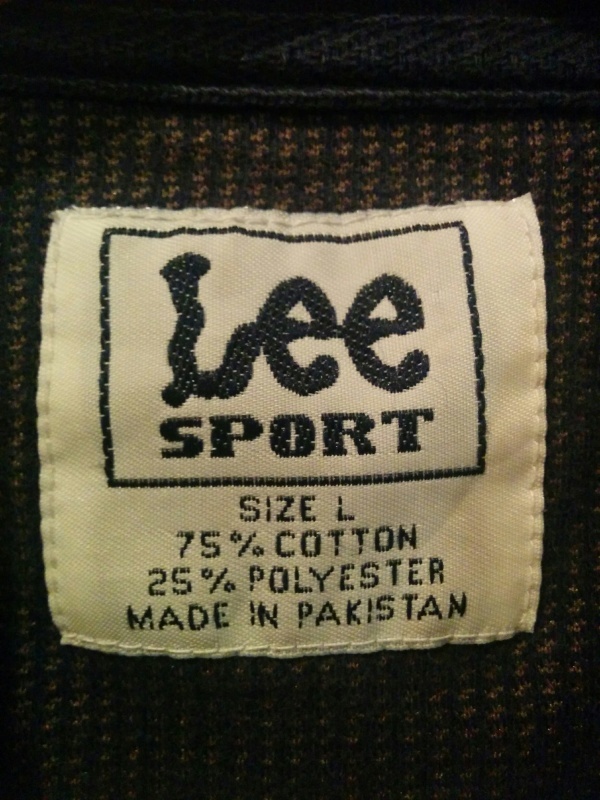 Lee
SPORT
SIZE L
75% COTTON
25% POLYESTER
MADE IN PAKISTAN